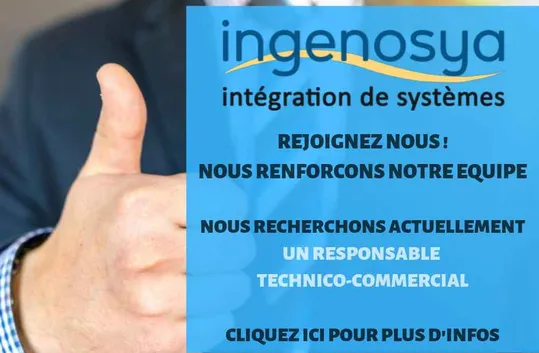 ingenosya
intégration de systèmes
REJOIGNEZ NOUS !
NOUS RENFORCONS NOTRE EQUIPE
NOUS RECHERCHONS ACTUELLEMENT
UN RESPONSABLE
TECHNICO-COMMERCIAL
CLIQUEZ ICI POUR PLUS D'INFOS